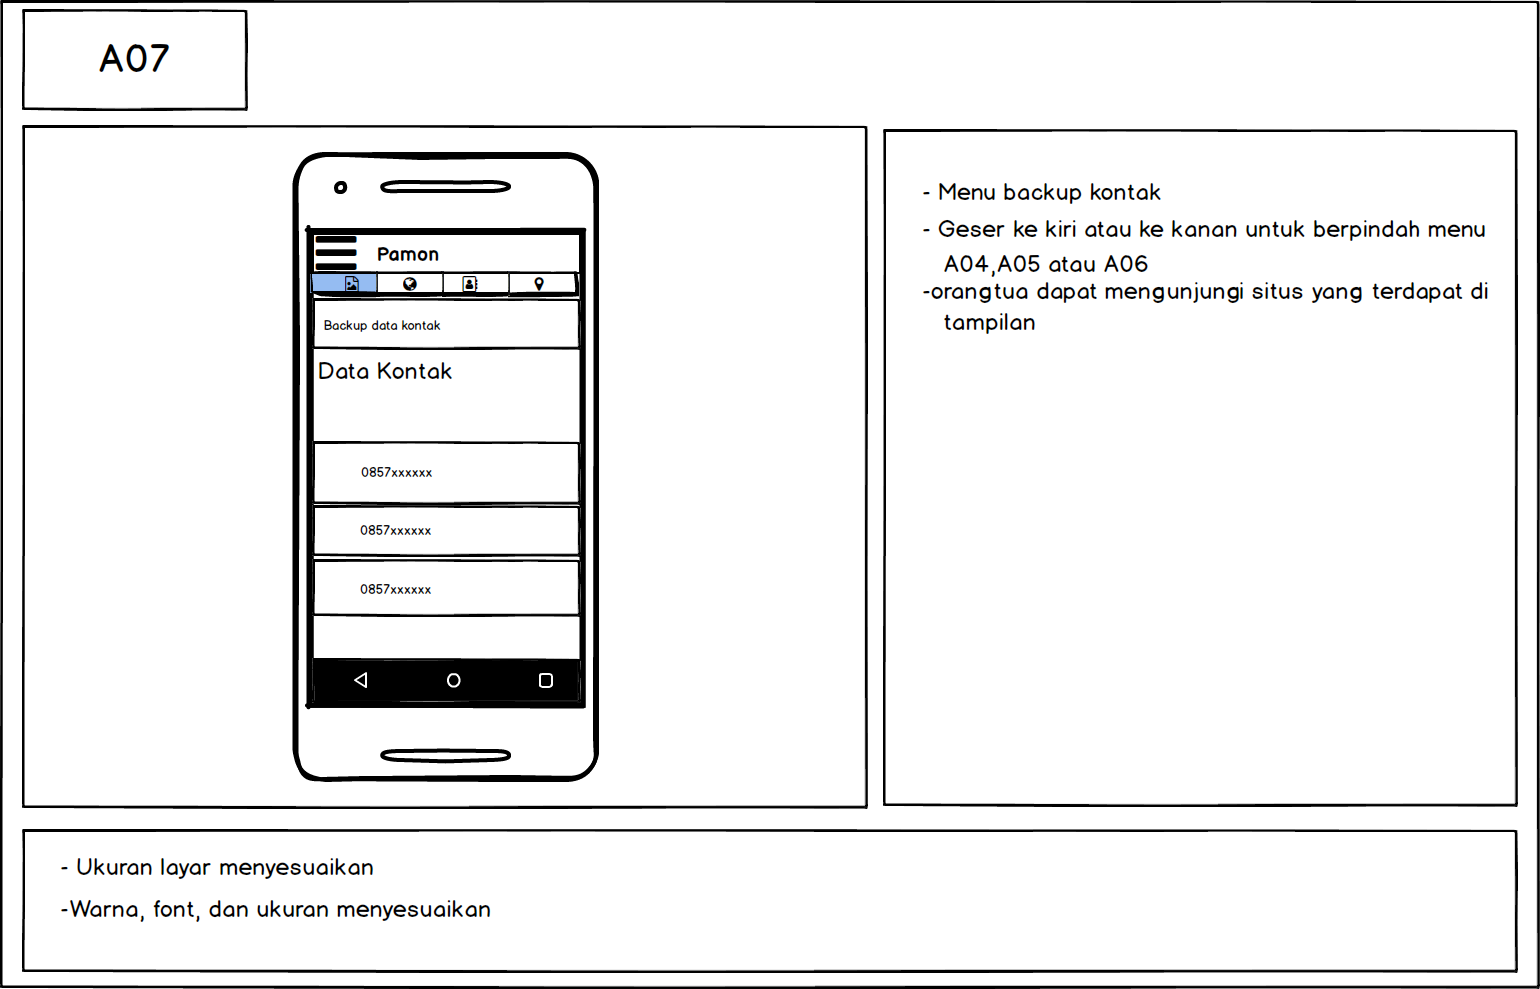 A07
Pamon
Backup data kontak
Data Kontak
0857xxxxxx
0857xxxxxx
0857xxxxxx
- Menu backup kontak
- Geser ke kiri atau ke kanan untuk berpindah menu
A04,A05 atau A06
-orangtua dapat mengunjungi situs yang terdapat di
tampilan
- Ukuran layar menyesuaikan
-Warna, font, dan ukuran menyesuaikan